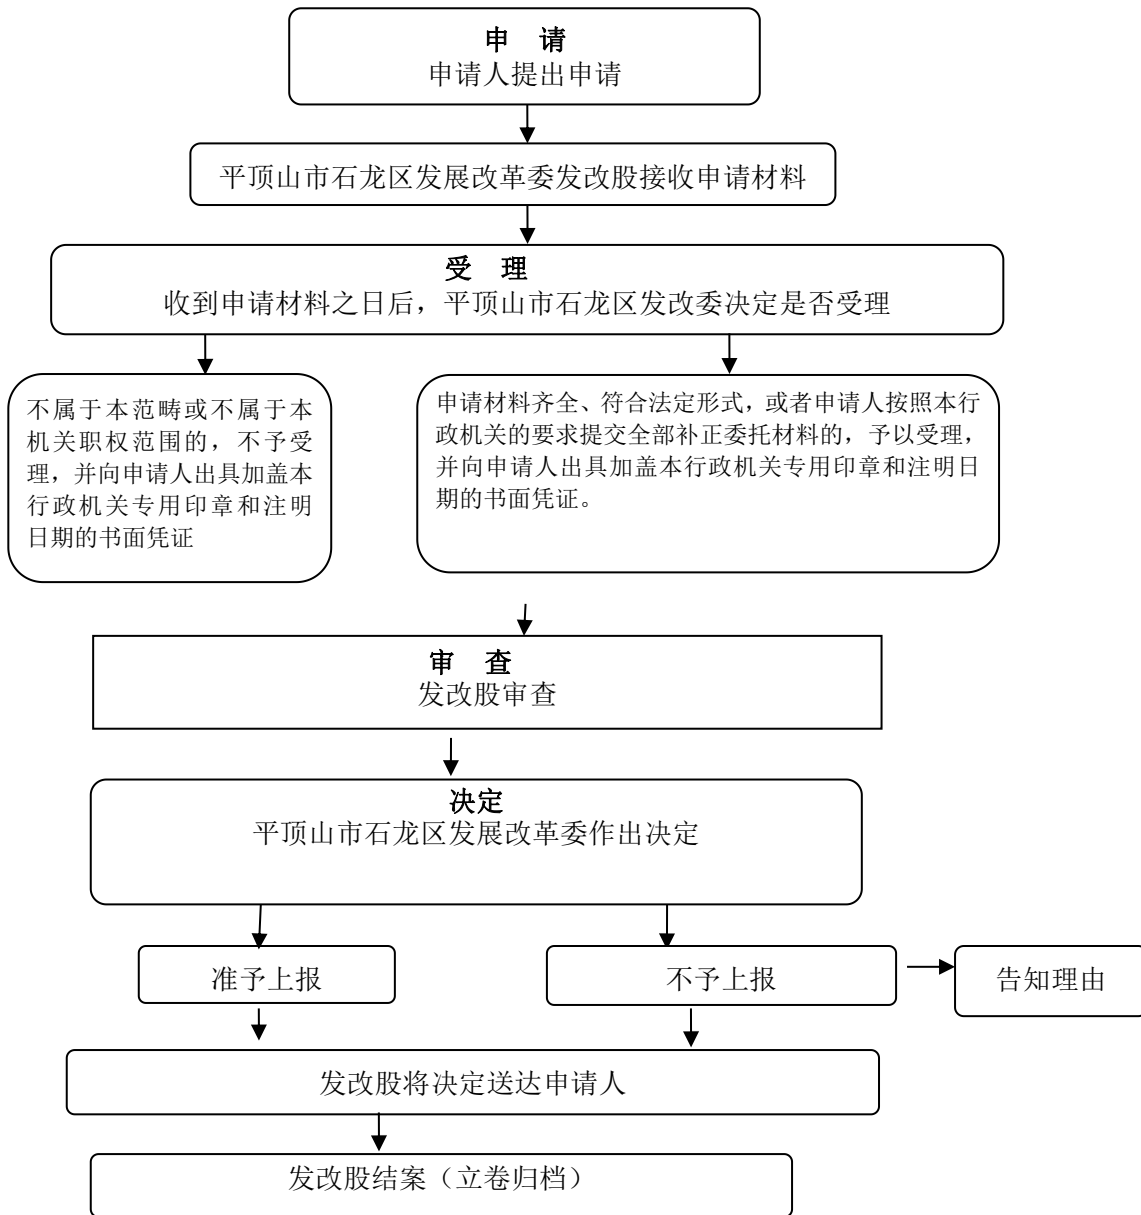 申 请
申请人提出申请
平顶山市石龙区发展改革委发改股接收申请材料
受 理
收到申请材料之日后，平顶山市石龙区发改委决定是否受理
不属于本范畴或不属于本
机关职权范围的，不予受
理，并向申请人出具加盖本
行政机关专用印章和注明
日期的书面凭证
申请材料齐全、符合法定形式，或者申请人按照本行
政机关的要求提交全部补正委托材料的，予以受理，
并向申请人出具加盖本行政机关专用印章和注明日
期的书面凭证。
审 查
发改股审查
决定
平顶山市石龙区发展改革委作出决定
准予上报
不予上报
告知理由
发改股将决定送达申请人
发改股结案（立卷归档）